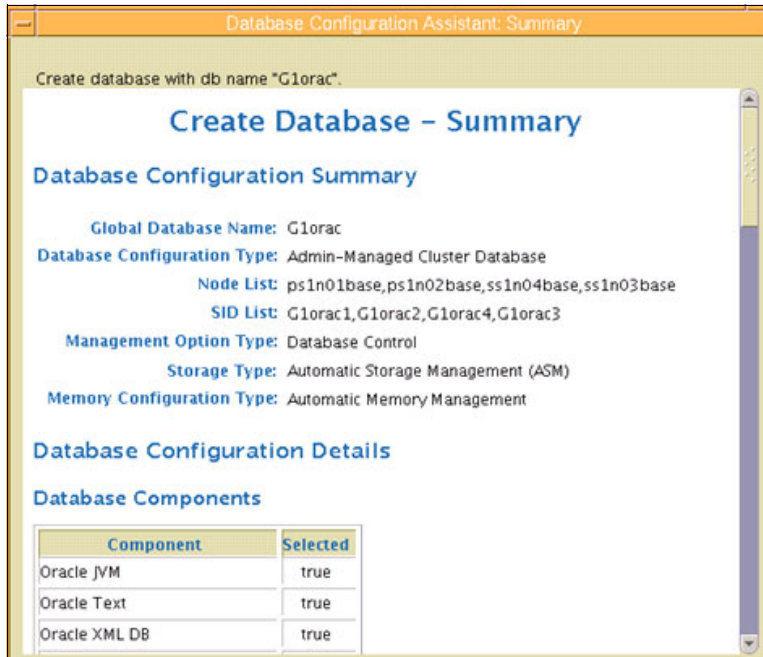 Database Configuration Assistant: Summary
Create database with db name "G1orac".
Create Database - Summary
Database Configuration Summary
Global Database Name: G1orac
Database Configuration Type: Admin-Managed Cluster Database
Node List: ps1n01base,ps1n02base,ss1n04base,ss1n03base
SID List: G1orac1,G1orac2,G1orac4,G1orac3
Management Option Type: Database Control
Storage Type: Automatic Storage Management (ASM)
Memory Configuration Type: Automatic Memory Management
Database Configuration Details
Database Components
Component Selected
Oracle JVM true
Oracle Text true
Oracle XML DB true